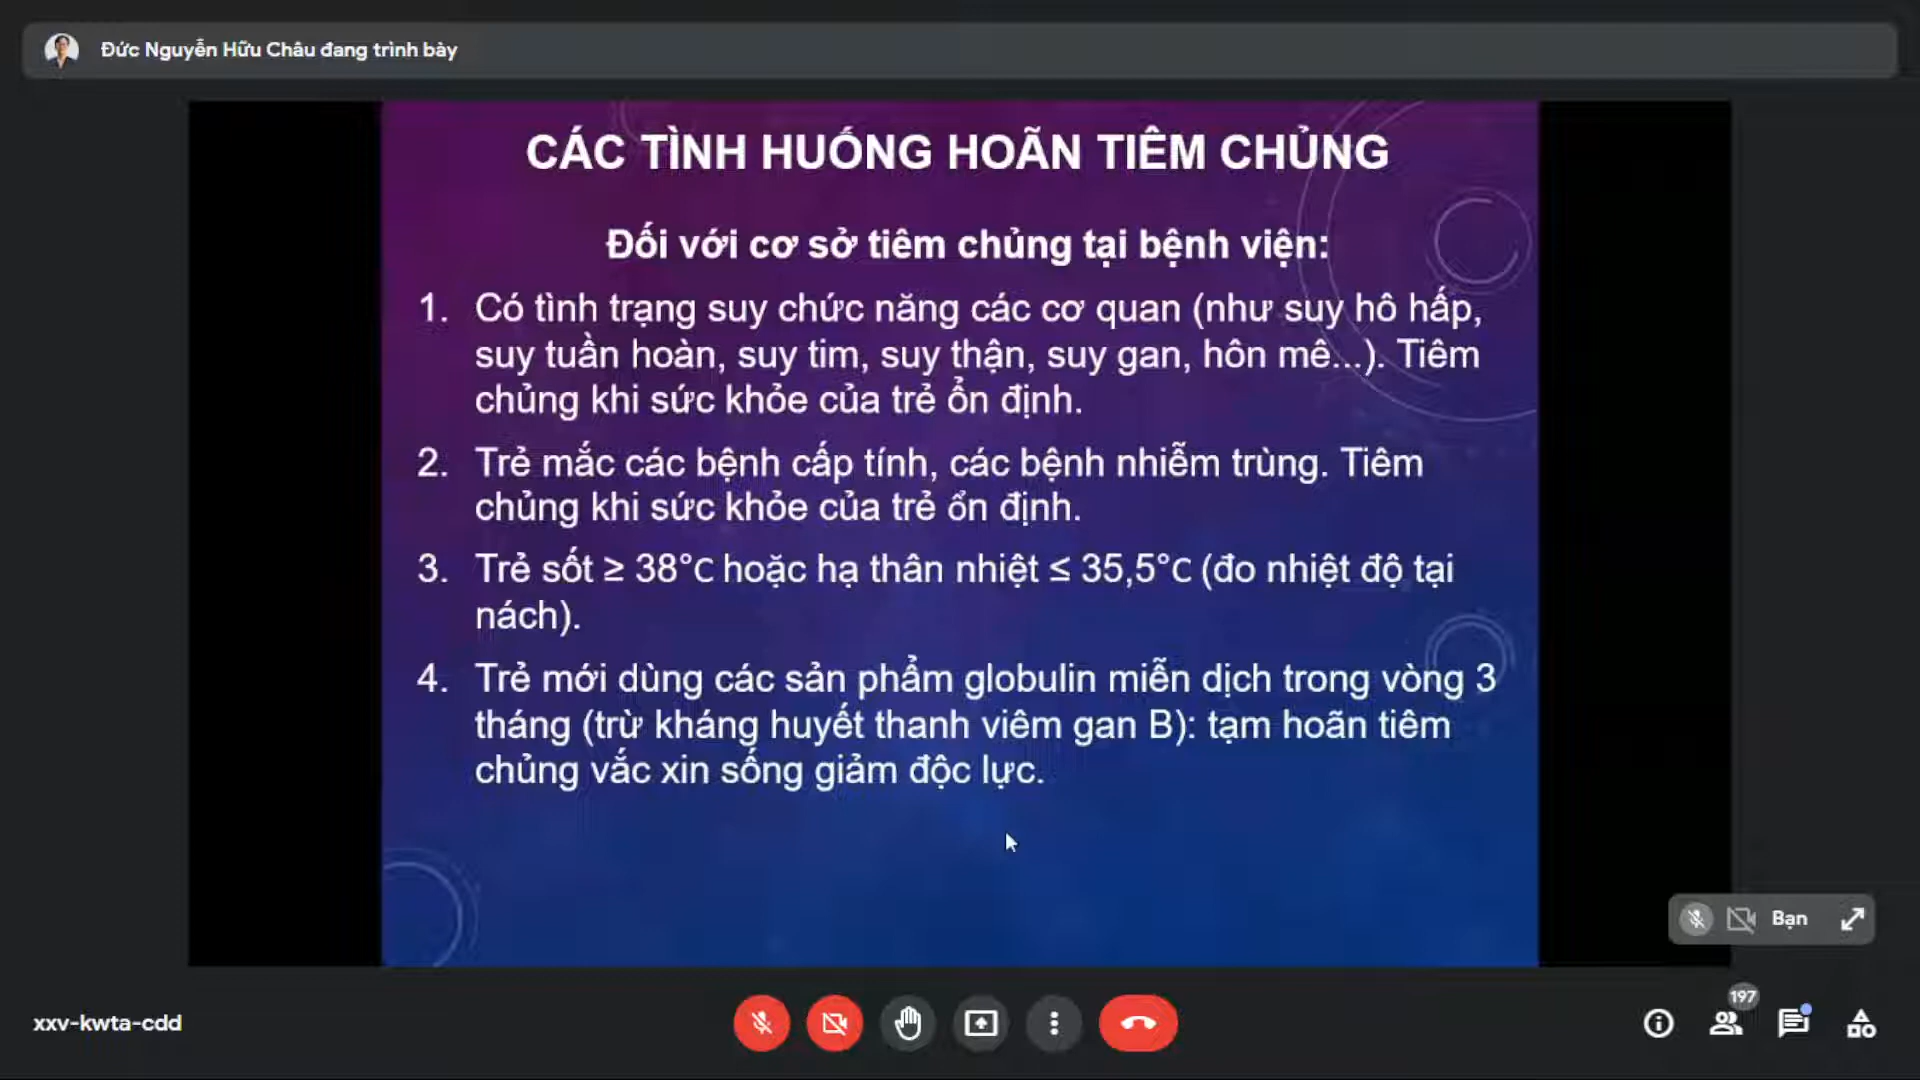 Đức Nguyễn Hữu Châu đang trình bày
CÁC TÌNH HUỐNG HOÃN TIÊM CHỦNG
Đối với cơ sở tiêm chủng tại bệnh viện:
1. Có tình trạng suy chức năng các cơ quan (như suy hô hấp,
suy tuần hoàn, suy tim, suy thận, suy gan, hôn mê...). Tiêm
chủng khi sức khỏe của trẻ ổn định.
2. Trẻ mắc các bệnh cấp tính, các bệnh nhiễm trùng. Tiêm
chủng khi sức khỏe của trẻ ổn định.
3. Trẻ sốt ≥ 38°C hoặc hạ thân nhiệt ≤ 35,5°C (đo nhiệt độ tại
nách).
4. Trẻ mới dùng các sản phẩm globulin miễn dịch trong vòng 3
tháng (trừ kháng huyết thanh viêm gan B): tạm hoãn tiêm
chủng vắc xin sống giảm độc lực.
Bạn
197
xxv-kwta-cdd